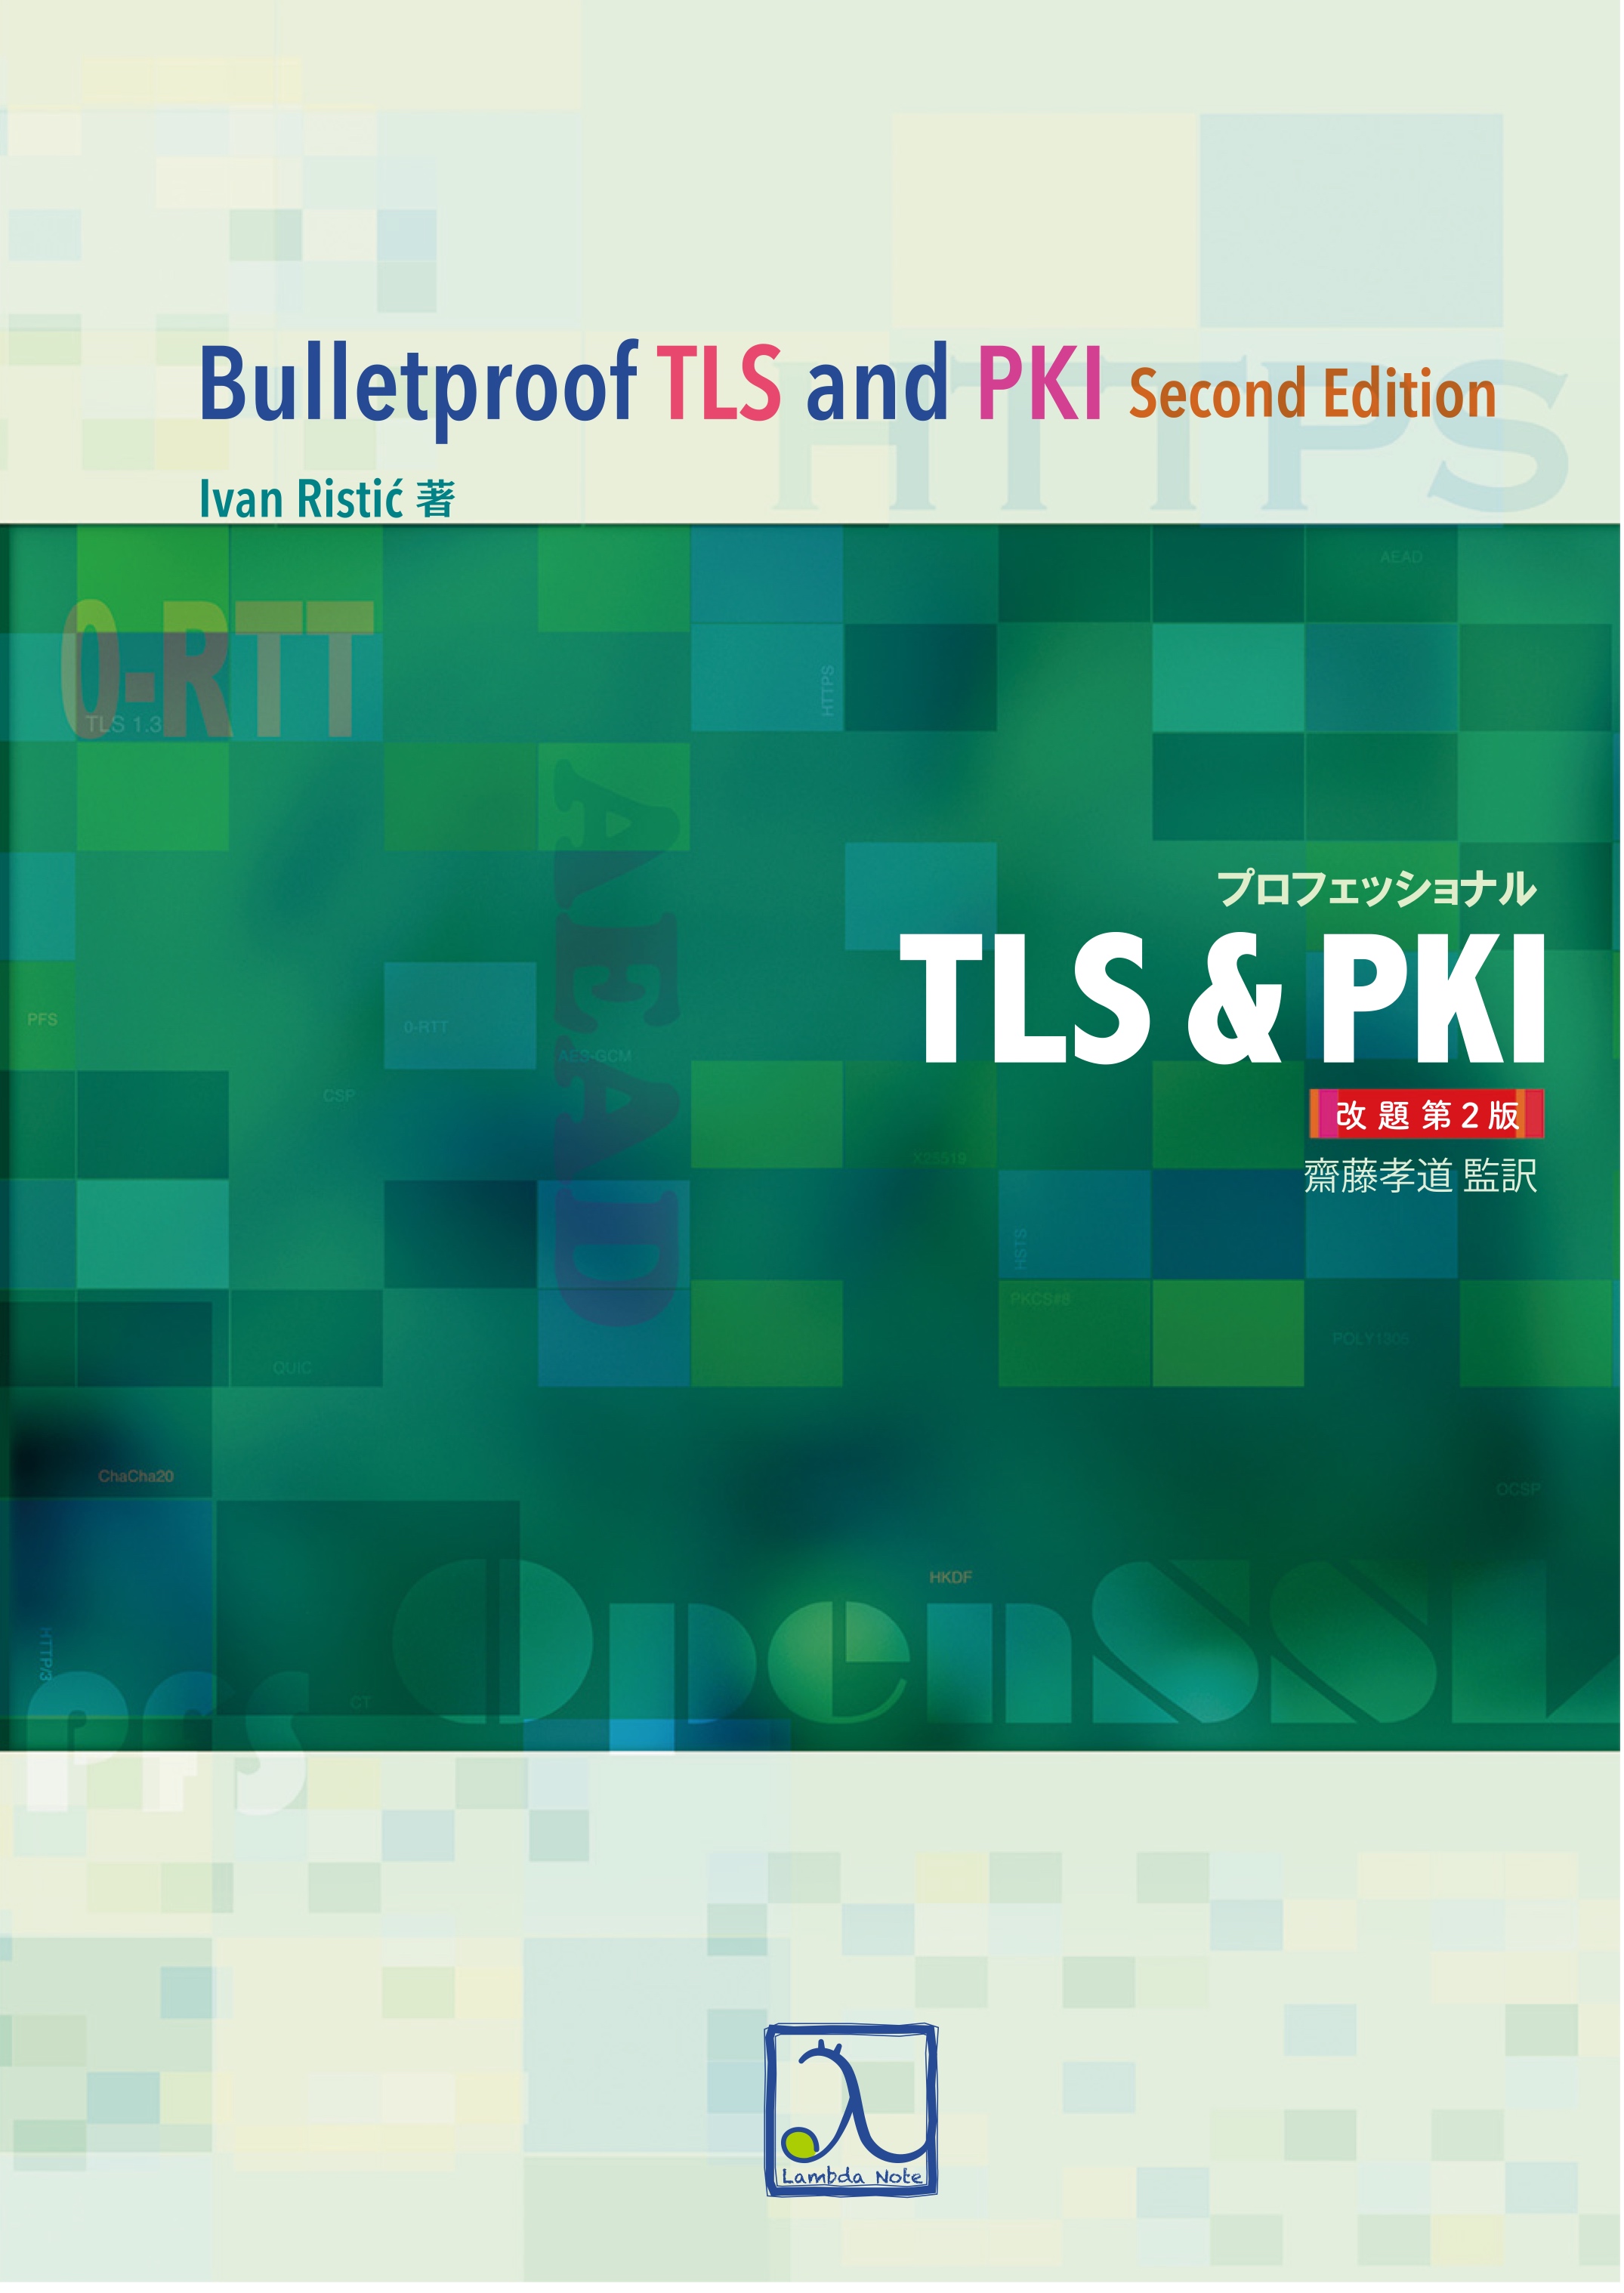 Bulletproof TLS and PKI Second Edition
HTTPS
Ivan Ristić 著
AEAD
0-RTT
TLS 1.3
HTTPS
AEAD
プロフェッショナル
TLS & PKI
PFS
0-RTT
AES-GCM
CSP
改題第2版
X25519
齋藤孝道 監訳
HSTS
PKCS#8
POLY1305
QUIC
ChaCha20
OCSP
HKDF
OpenSSL
HTTP/3
PFS
CT
Lambda Note